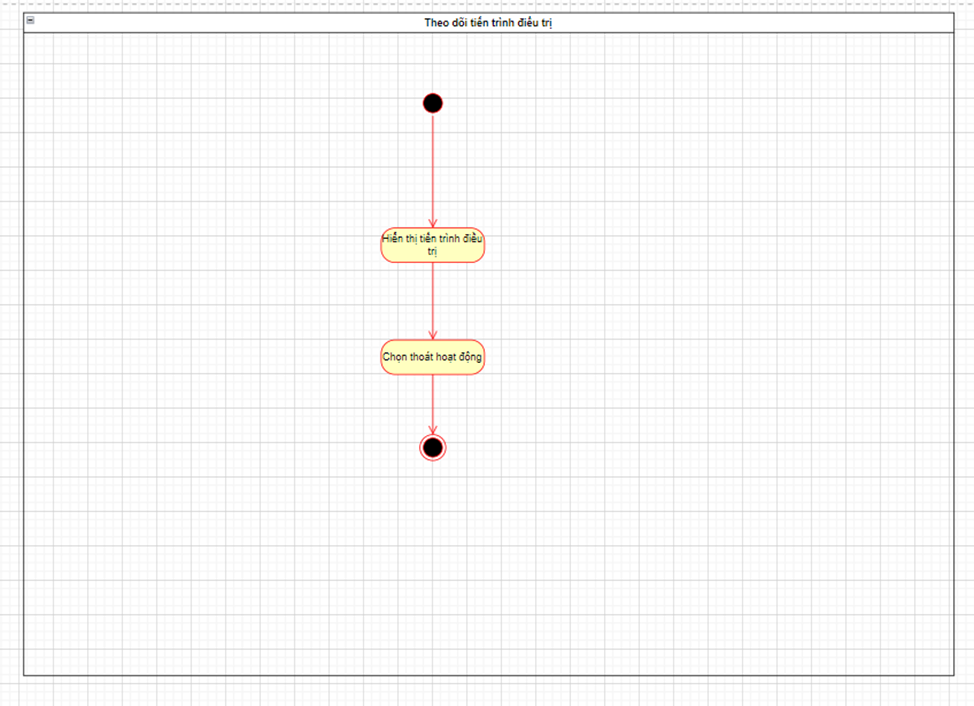 Theo dõi tiến trình điều trị
Hiển thị tiến trình điều
trị
Chọn thoát hoạt động